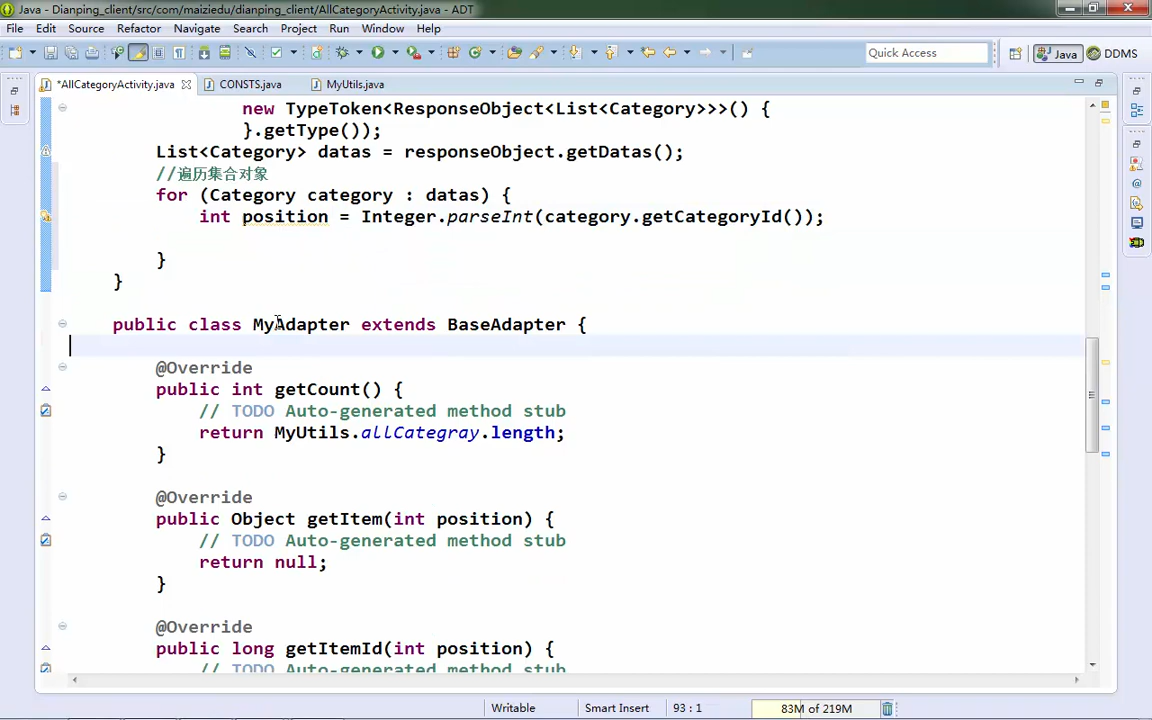 Java - Dianping_client/src/com/maiziedu/dianping_client/AllCategoryActivity.java - ADT
File Edit Source Refactor Navigate Search Project Run Window Help
Quick Access
Java
DDMS
*AllCategoryActivity.java
CONSTS.java
MyUtils.java
new TypeToken<ResponseObject<List<Category>>>() {
}.getType());
List<Category> datas = responseObject.getDatas();
//遍历集合对象
for (Category category : datas) {
int position = Integer.parseInt(category.getCategoryId());
}
}
public class MyAdapter extends BaseAdapter {
@Override
public int getCount() {
// TODO Auto-generated method stub
return MyUtils.allCategray.length;
}
@Override
public Object getItem(int position) {
// TODO Auto-generated method stub
return null;
}
@Override
public long getItemId(int position) {
// TODO Auto-generated method stub
Writable
Smart Insert
93 : 1
83M of 219M